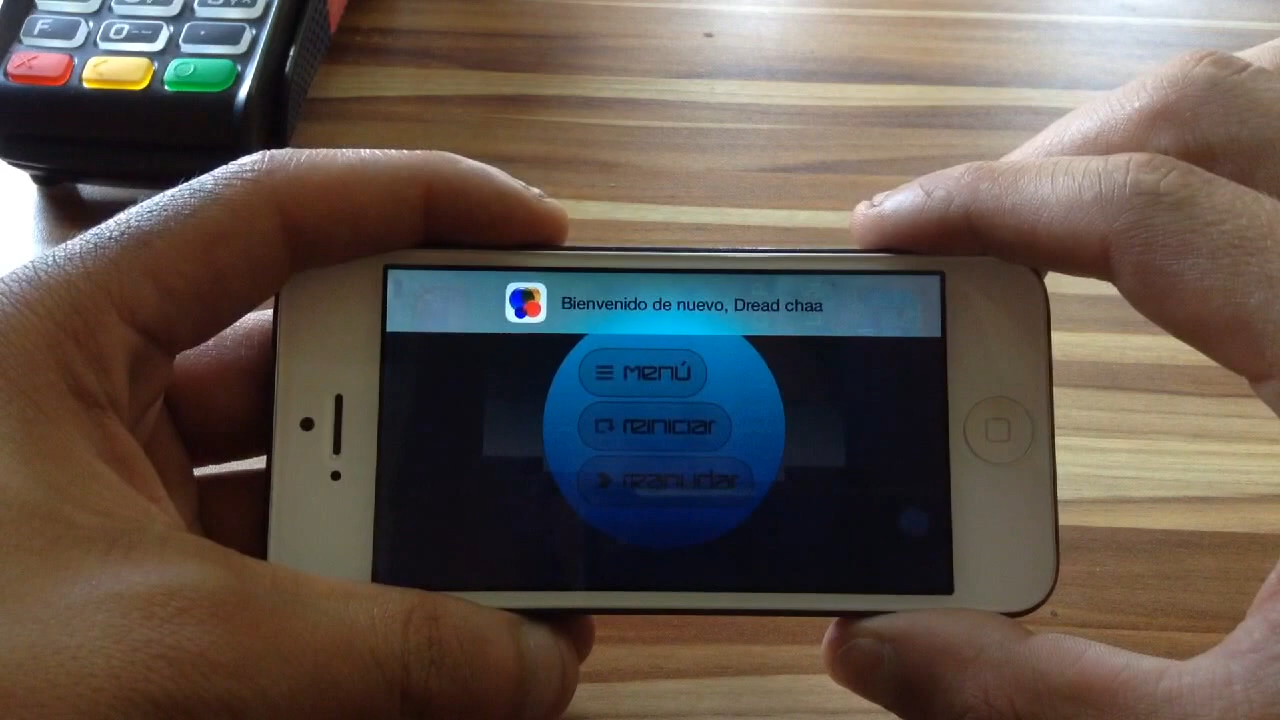 F
Bienvenido de nuevo, Dread chaa
menú
reiniciar
reanudar